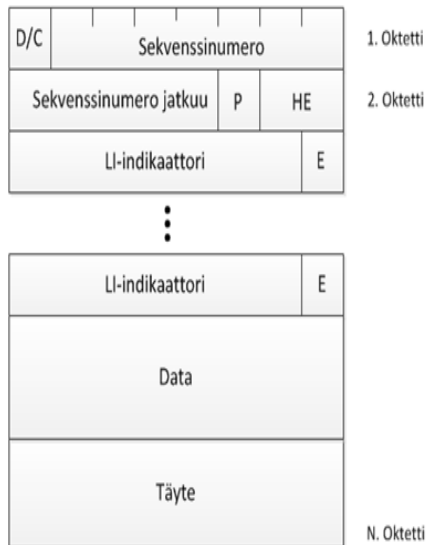 D/C Sekvenssinumero 1. Oktetti
Sekvenssinumero jatkuu P HE 2. Oktetti
LI-indikaattori E
LI-indikaattori E
Data
Täyte
N. Oktetti